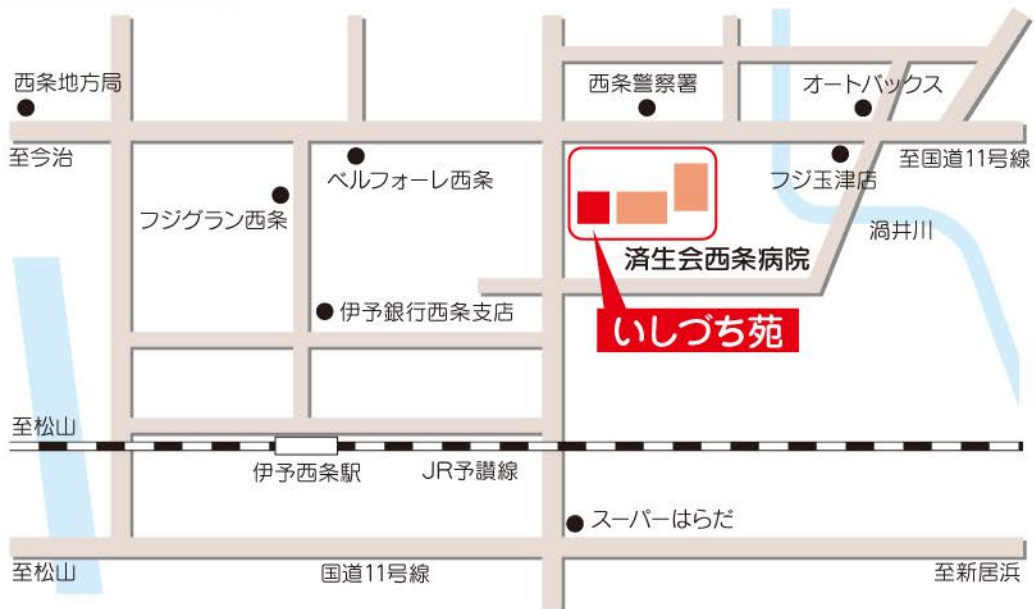 西条地方局
西条警察署
オートバックス
至今治
ベルフォーレ西条
フジ玉津店
至国道11号線
フジグラン西条
渦井川
済生会西条病院
伊予銀行西条支店
いしづち苑
至松山
伊予西条駅
JR予讃線
スーパーはらだ
至松山
国道11号線
至新居浜